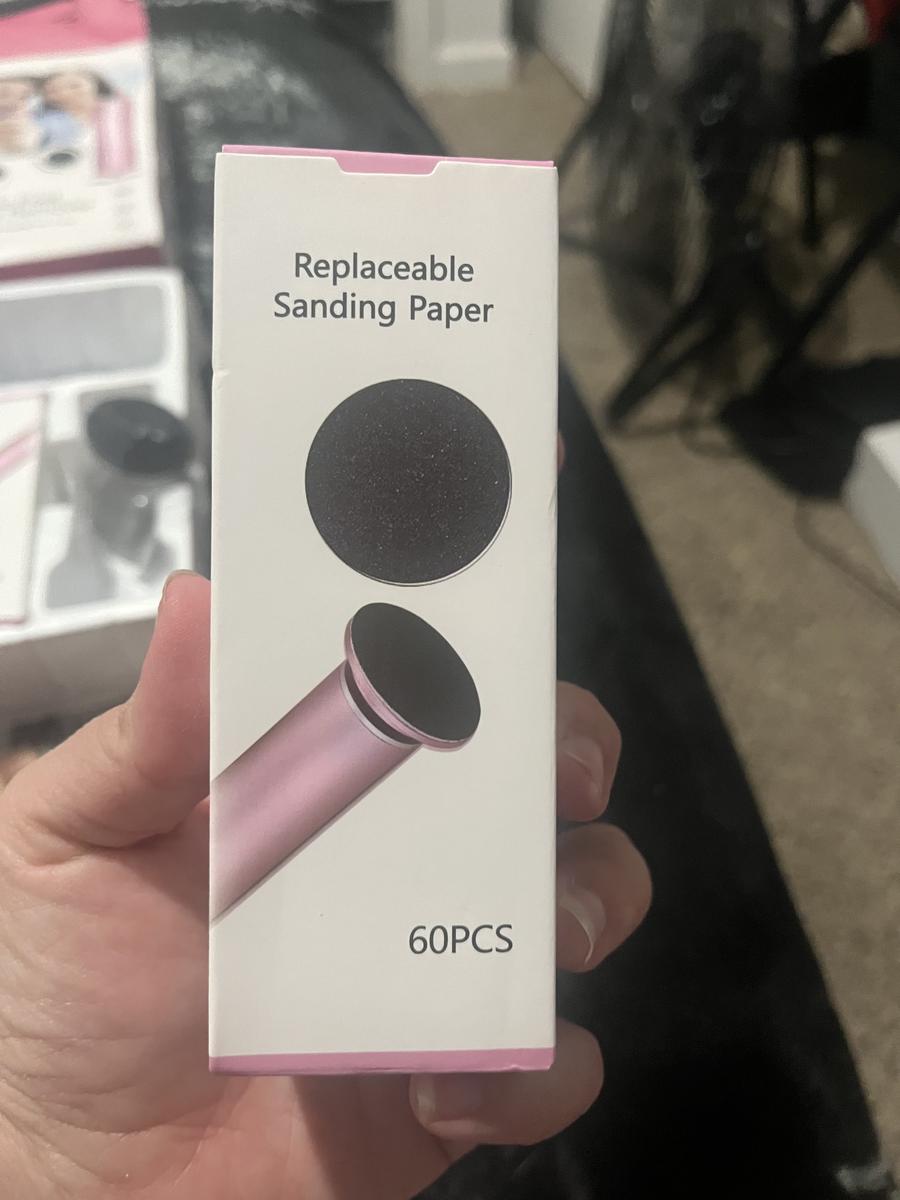 Replaceable
Sanding Paper
60PCS